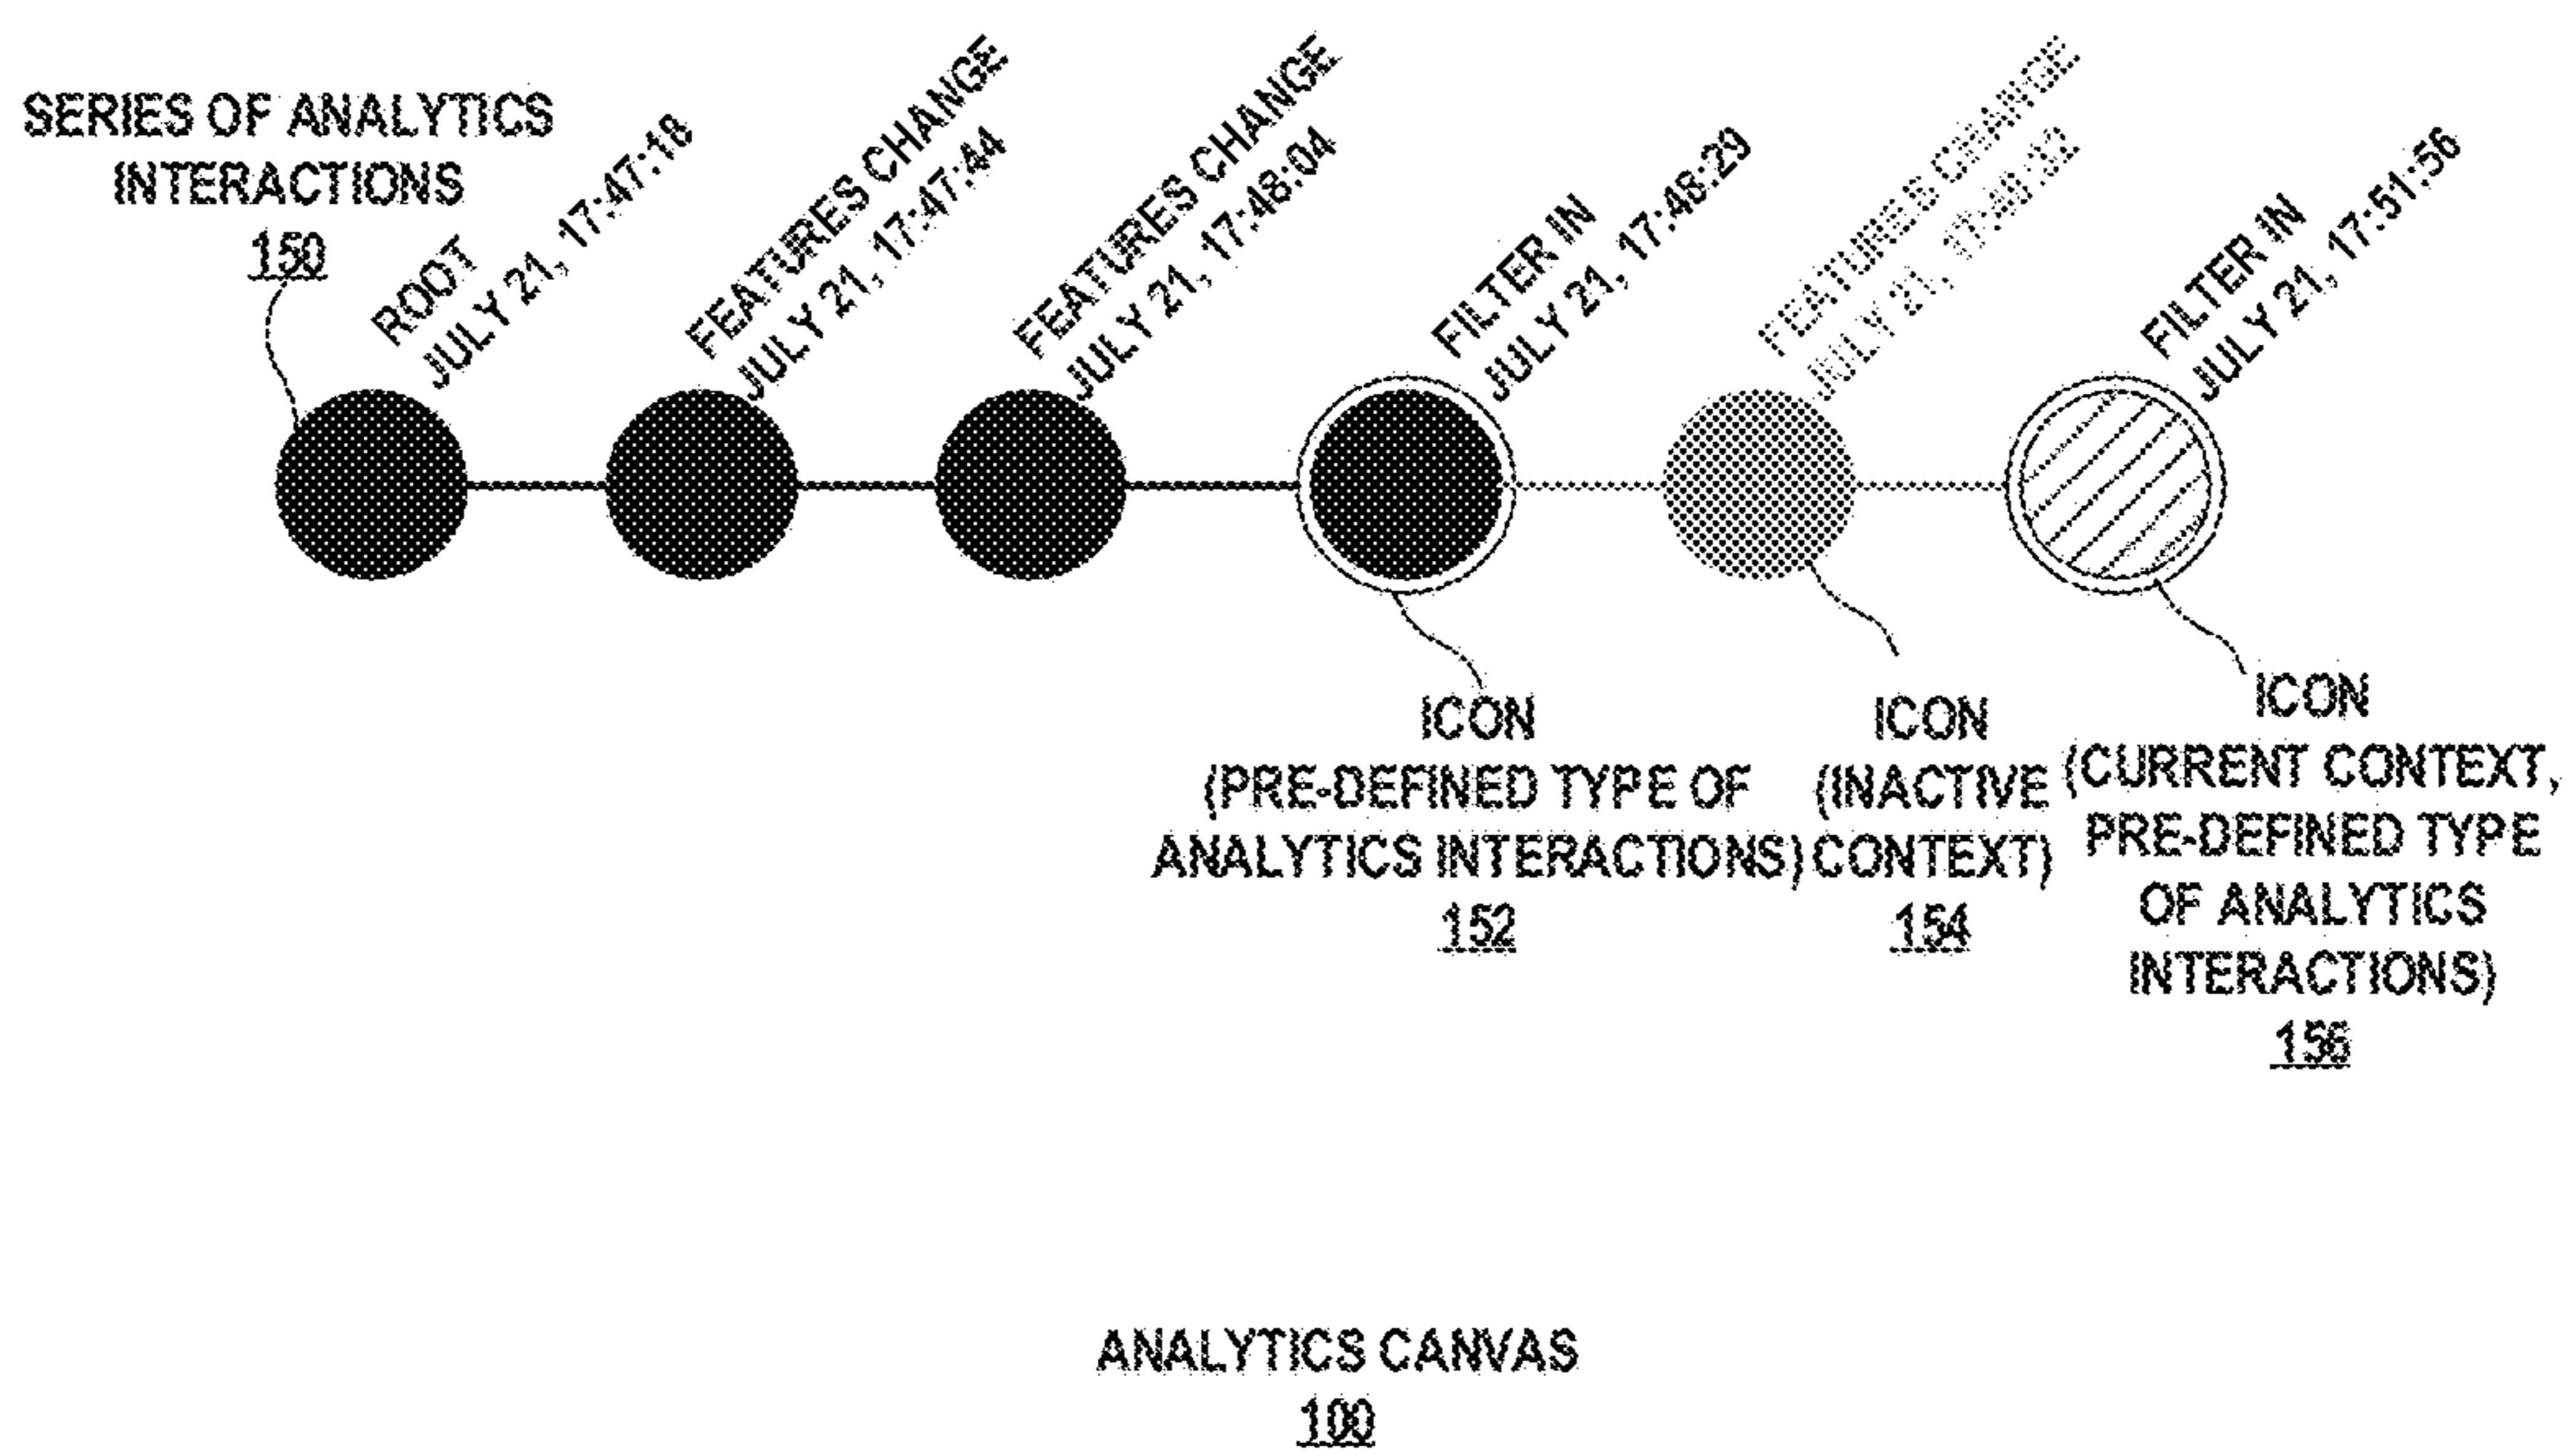 SERIES OF ANALYTICS
INTERACTIONS
150
ROOT
JULY 21, 17:47:18
FEATURES CHANGE
JULY 21, 17:47:44
FEATURES CHANGE
JULY 21, 17:48:04
FILTER IN
JULY 21, 17:48:29
FEATURES CHANGE
JULY 21,
FILTER IN
JULY 21, 17:51:56
ICON
(PRE-DEFINED TYPE OF
ANALYTICS INTERACTIONS)
152
ICON
(INACTIVE
CONTEXT)
154
ICON
(CURRENT CONTEXT,
PRE-DEFINED TYPE
OF ANALYTICS
INTERACTIONS)
156
ANALYTICS CANVAS
100